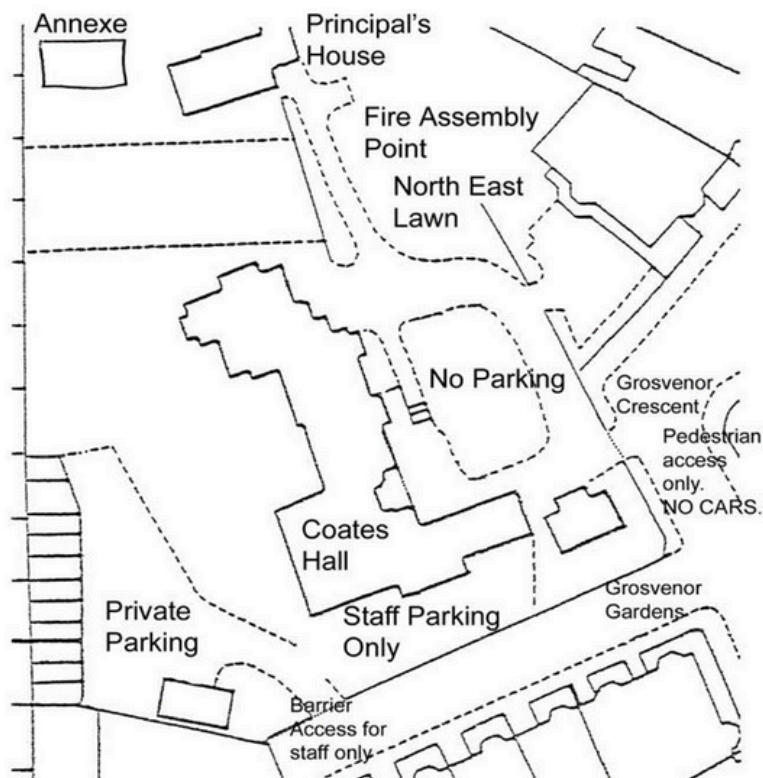 Annexe
Principal's
House
Fire Assembly
Point
North East
Lawn
No Parking
Grosvenor
Crescent
Pedestrian
access
only.
NO CARS.
Coates
Hall
Grosvenor
Gardens
Private
Parking
Staff Parking
Only
Barrier
Access for
staff only